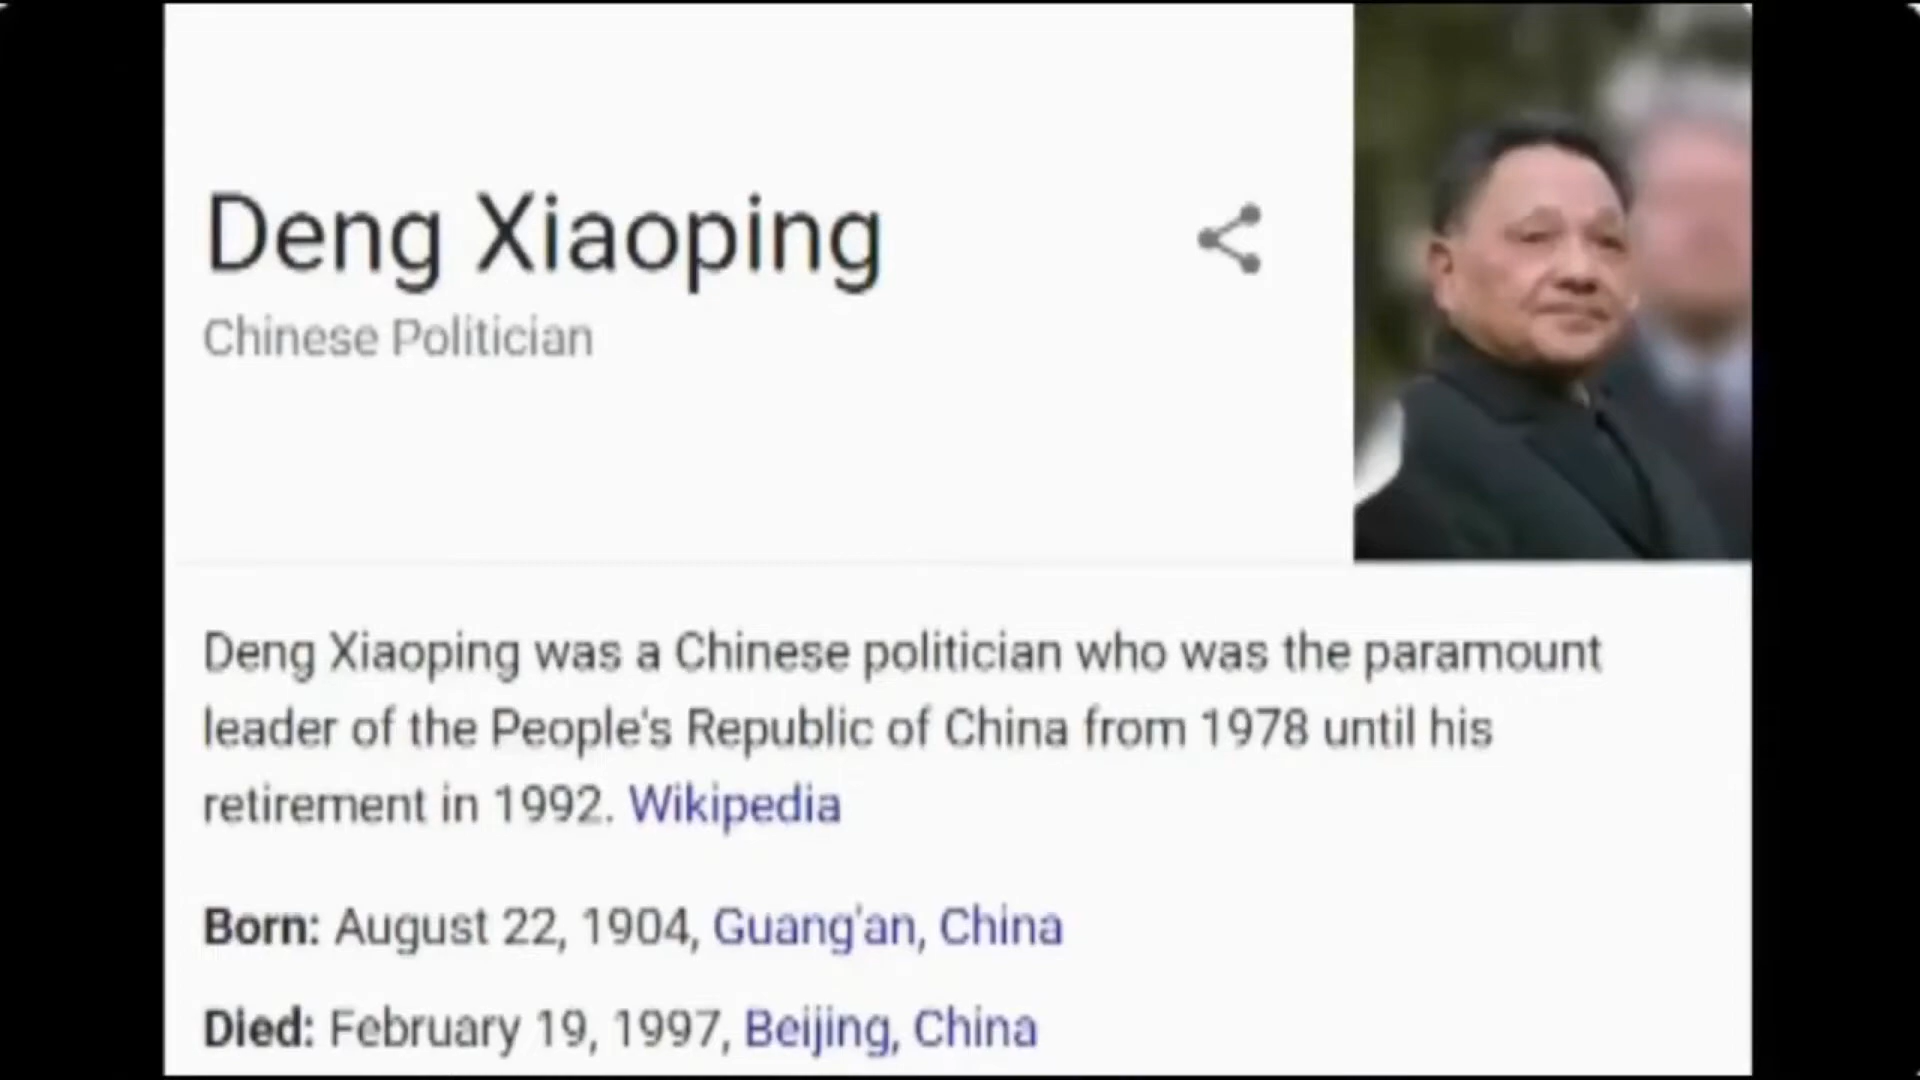 Deng Xiaoping
Chinese Politician
Deng Xiaoping was a Chinese politician who was the paramount
leader of the People's Republic of China from 1978 until his
retirement in 1992. Wikipedia
Born: August 22, 1904, Guang'an, China
Died: February 19, 1997, Beijing, China